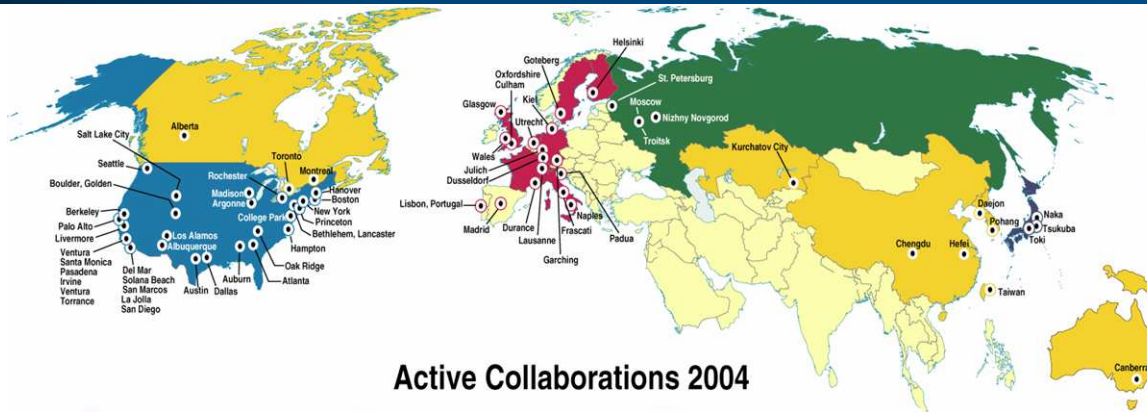 Alberta
Salt Lake City
Seattle
Boulder, Golden
Rochester
Toronto
Montreal
Madison
Argonne
Hanover
Boston
New York
Princeton
College Park
Bethlehem, Lancaster
Berkeley
Palo Alto
Livermore
Los Alamos
Albuquerque
Hampton
Ventura
Santa Monica
Pasadena
Irvine
Ventura
Torrance
Del Mar
Solana Beach
San Marcos
La Jolla
San Diego
Austin
Dallas
Auburn
Oak Ridge
Atlanta
Helsinki
Goteberg
Oxfordshire
Culham
Kiel
Glasgow
Utrecht
St. Petersburg
Moscow
Nizhny Novgorod
Troitsk
Wales
Julich
Dusseldorf
Lisbon, Portugal
Madrid
Durance
Lausanne
Garching
Frascati
Naples
Padua
Kurchatov City
Daejon
Pohang
Naka
Tsukuba
Toki
Chengdu
Hefei
Taiwan
Canberra
Active Collaborations 2004